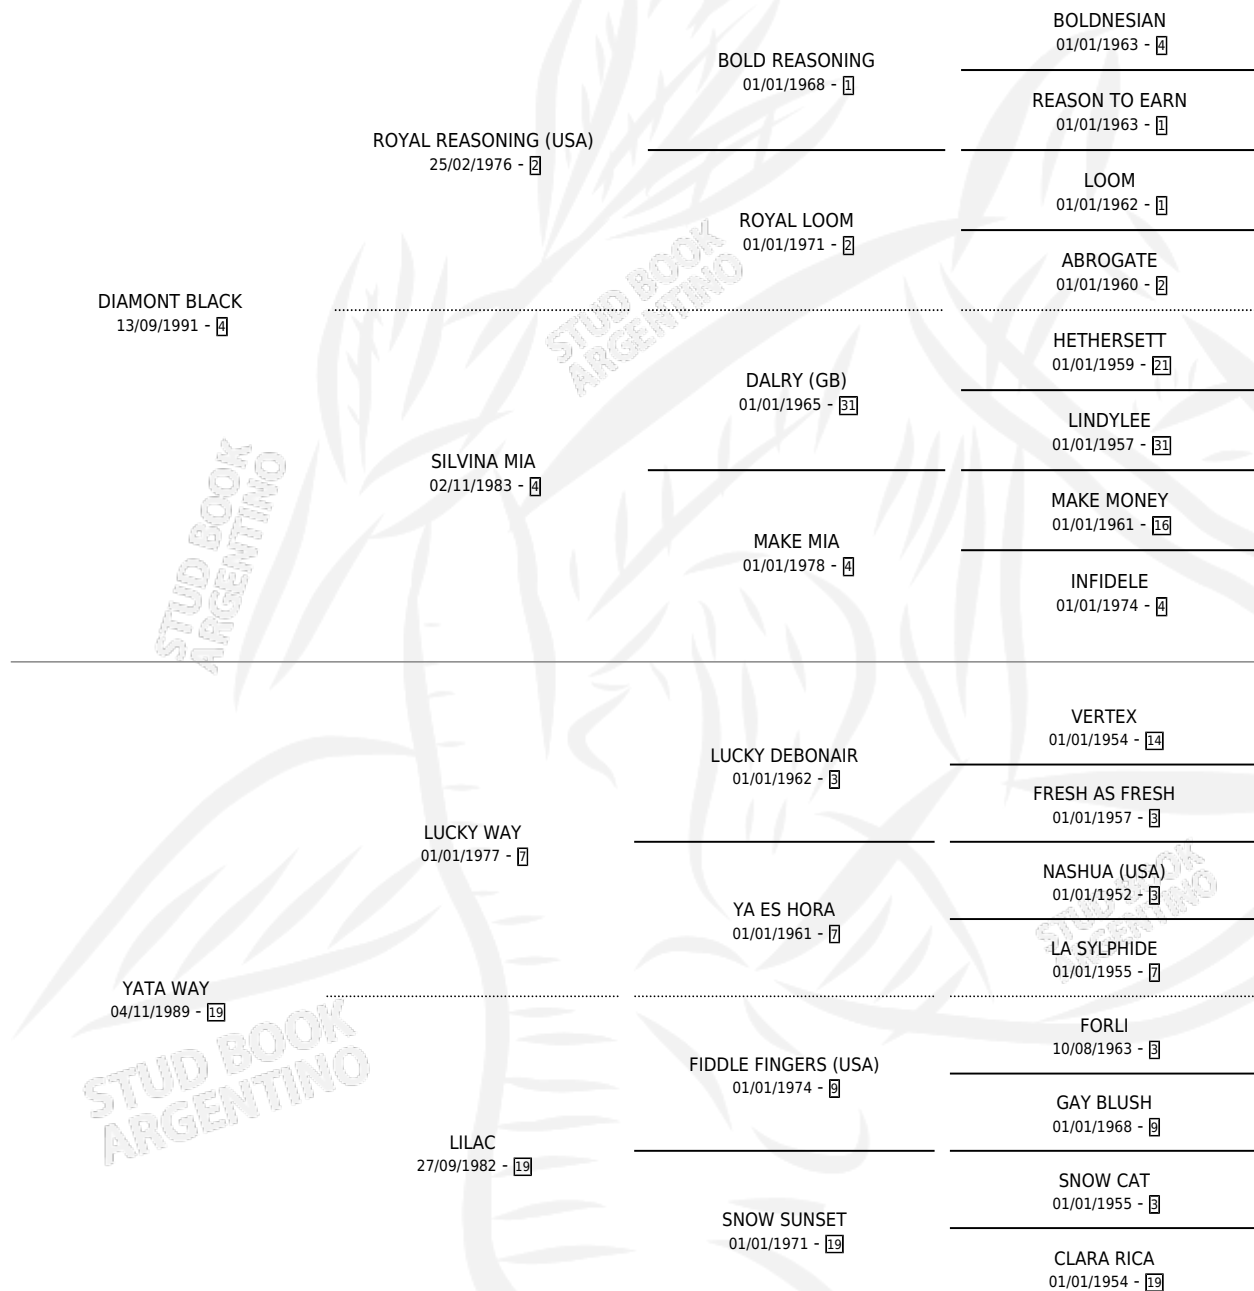 BOLDNESIAN
01/01/1963 - 4
BOLD REASONING
01/01/1968 - 1
REASON TO EARN
01/01/1963 - 1
ROYAL REASONING (USA)
25/02/1976 - 2
LOOM
01/01/1962 - 1
ROYAL LOOM
01/01/1971 - 2
ABROGATE
01/01/1960 - 2
DIAMONT BLACK
13/09/1991 - 4
STUD BOOK
ARGENTINO
HETHERSETT
01/01/1959 - 21
DALRY (GB)
01/01/1965 - 31
LINDYLEE
01/01/1957 - 31
SILVINA MIA
02/11/1983 - 4
MAKE MONEY
01/01/1961 - 16
MAKE MIA
01/01/1978 - 4
INFIDELE
01/01/1974 - 4
STUD BOOK
ARGENTINO
VERTEX
01/01/1954 - 14
LUCKY DEBONAIR
01/01/1962 - 3
FRESH AS FRESH
01/01/1957 - 3
LUCKY WAY
01/01/1977 - 7
NASHUA (USA)
01/01/1952 - 3
YA ES HORA
01/01/1961 - 7
LA SYLPHIDE
01/01/1955 - 7
STUD BOOK
ARGENTINO
YATA WAY
04/11/1989 - 19
FORLI
10/08/1963 - 3
FIDDLE FINGERS (USA)
01/01/1974 - 9
GAY BLUSH
01/01/1968 - 9
STUD BOOK
ARGENTINO
LILAC
27/09/1982 - 19
SNOW CAT
01/01/1955 - 3
SNOW SUNSET
01/01/1971 - 19
CLARA RICA
01/01/1954 - 19